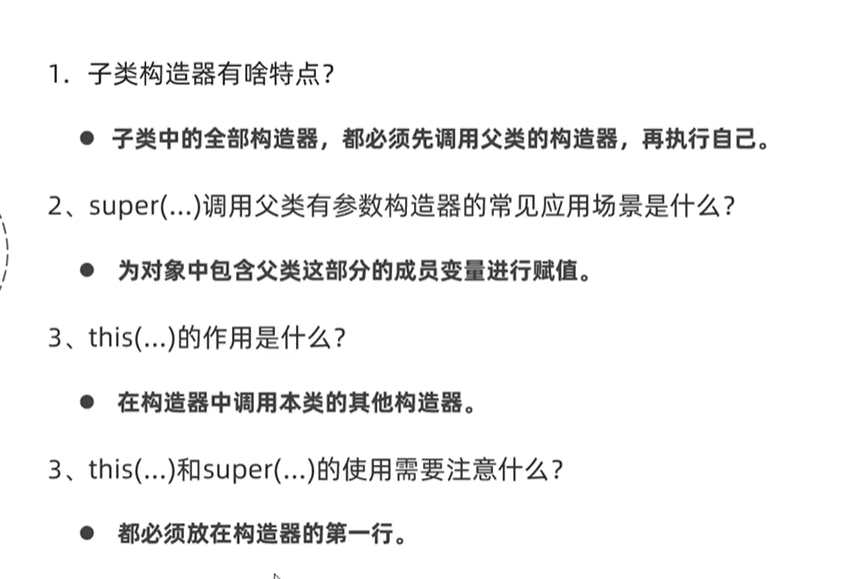 1. 子类构造器有啥特点？
● 子类中的全部构造器，都必须先调用父类的构造器，再执行自己。
2、super(...)调用父类有参数构造器的常见应用场景是什么？
● 为对象中包含父类这部分的成员变量进行赋值。
3、this(...)的作用是什么？
● 在构造器中调用本类的其他构造器。
3、this(...)和super(...)的使用需要注意什么？
● 都必须放在构造器的第一行。